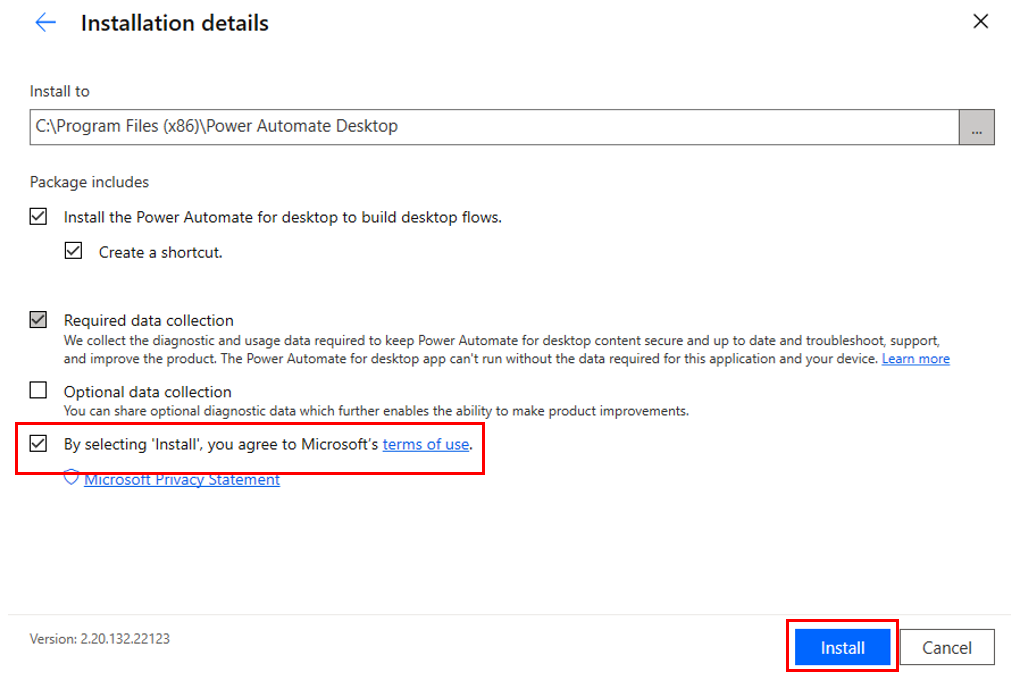 Installation details
Install to
C:\Program Files (x86)\Power Automate Desktop
...
Package includes
Install the Power Automate for desktop to build desktop flows.
Create a shortcut.
Required data collection
We collect the diagnostic and usage data required to keep Power Automate for desktop content secure and up to date and troubleshoot, support,
and improve the product. The Power Automate for desktop app can't run without the data required for this application and your device. Learn more
Optional data collection
You can share optional diagnostic data which further enables the ability to make product improvements.
By selecting 'Install', you agree to Microsoft's terms of use.
Microsoft Privacy Statement
Version: 2.20.132.22123
Install
Cancel